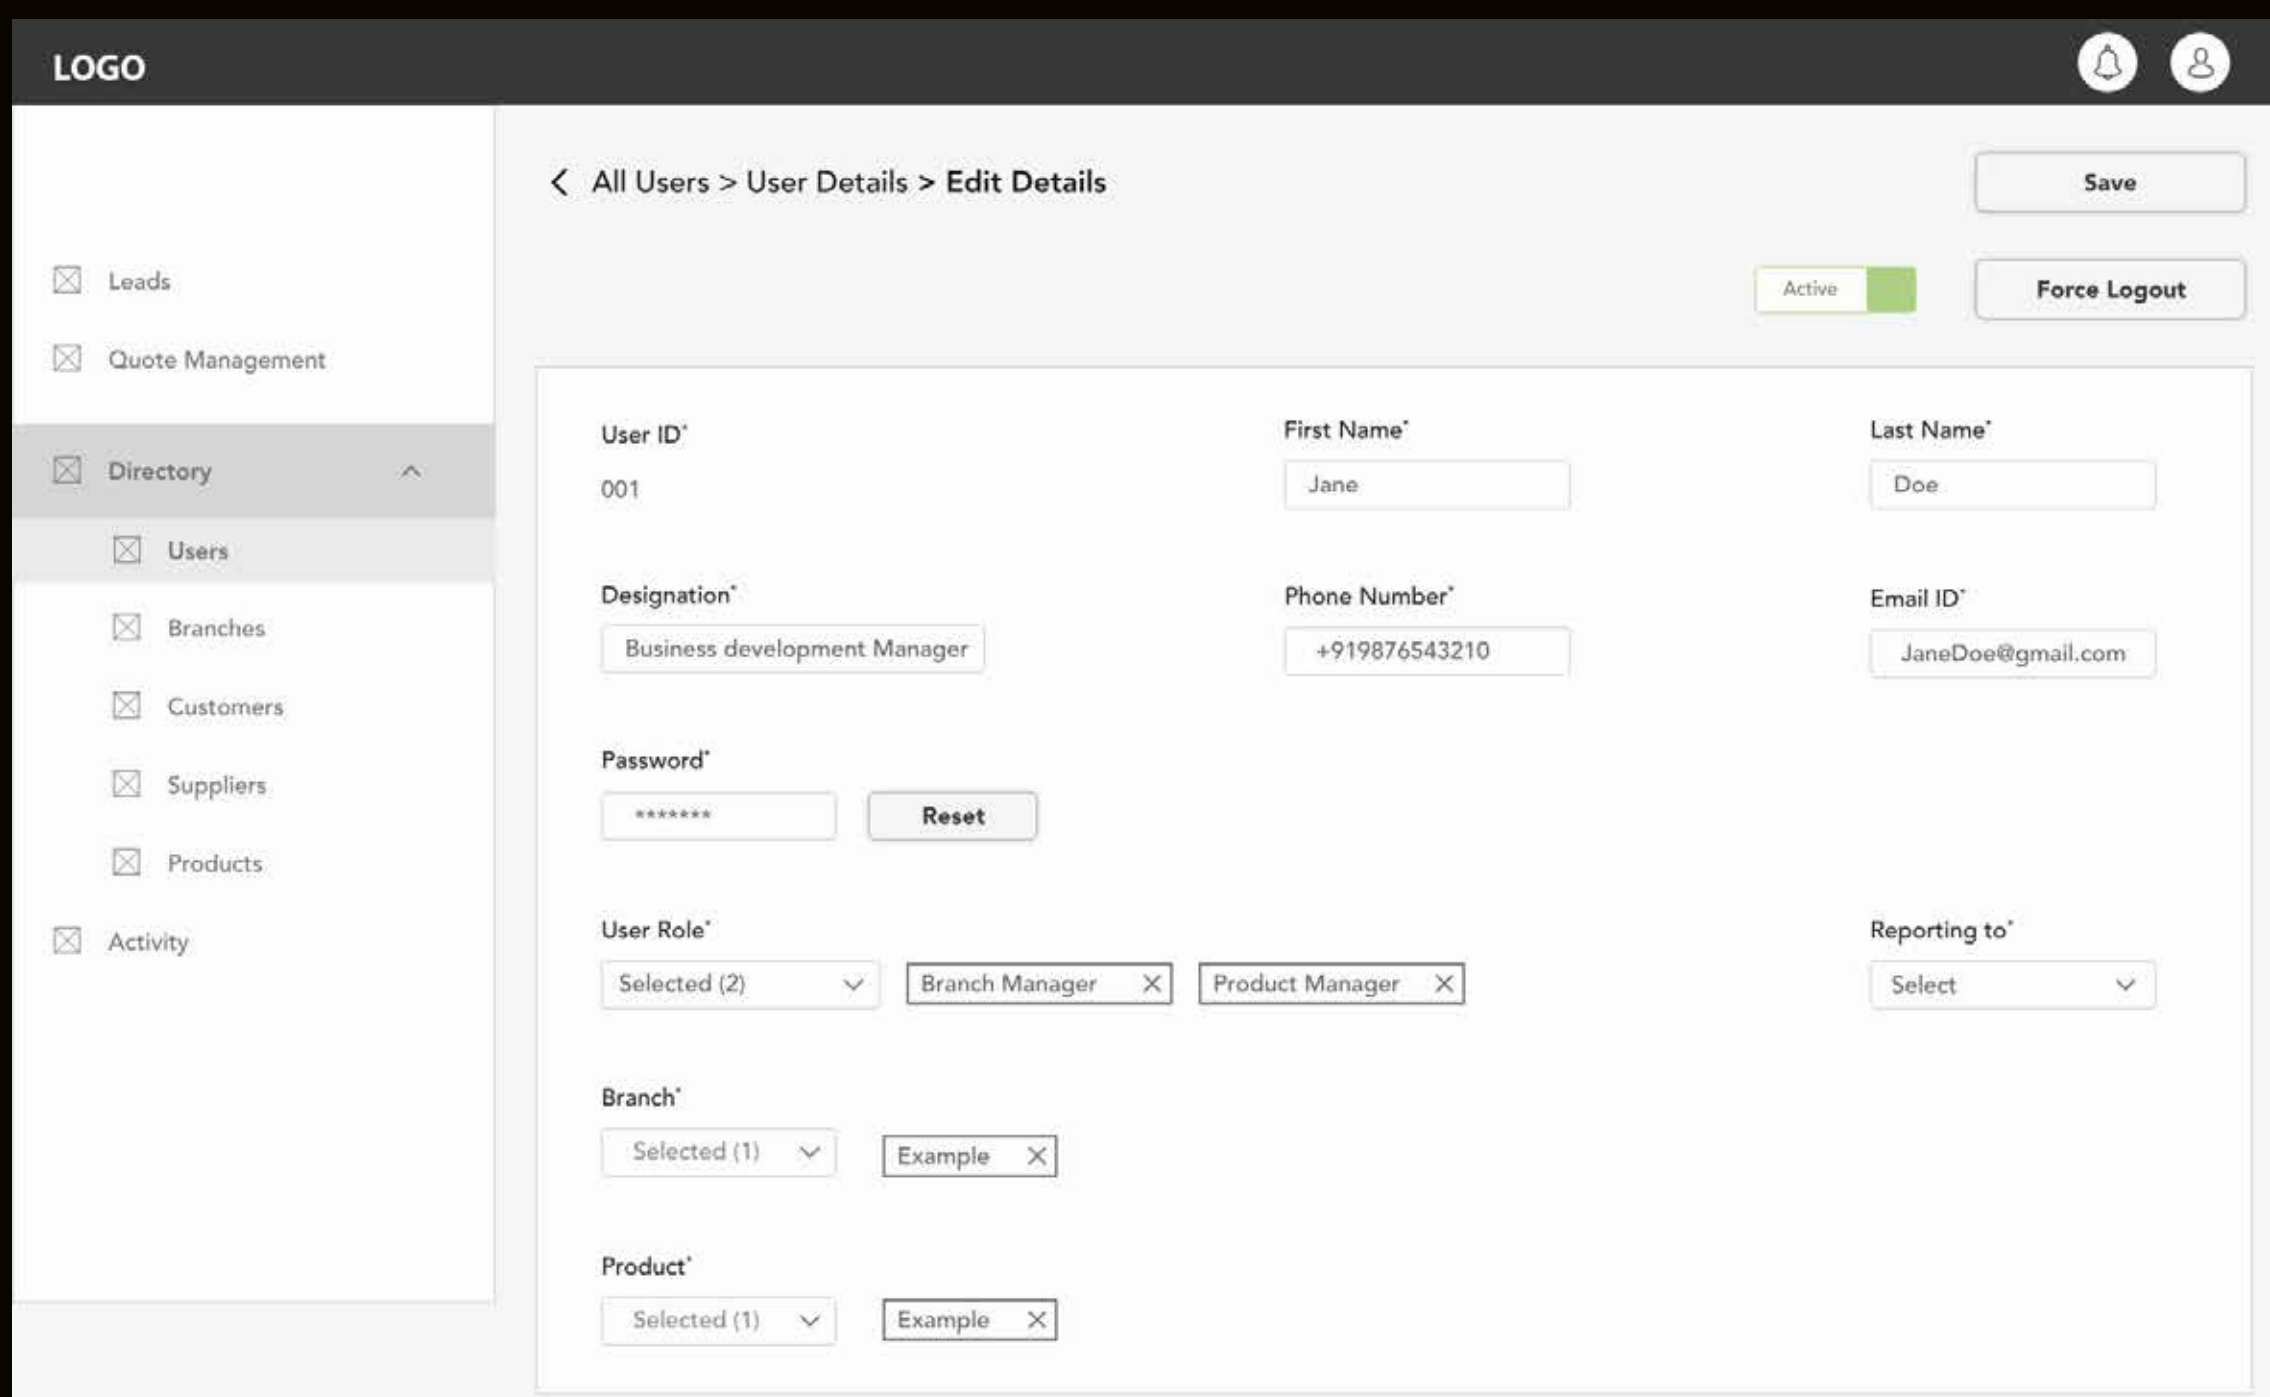 LOGO
All Users > User Details > Edit Details
Save
Active
Force Logout
Leads
Quote Management
Directory
Users
Branches
Customers
Suppliers
Products
Activity
User ID*
001
First Name*
Jane
Last Name*
Doe
Designation*
Business development Manager
Phone Number*
+919876543210
Email ID*
JaneDoe@gmail.com
Password*
*******
Reset
User Role*
Selected (2)
Branch Manager
Product Manager
Reporting to*
Select
Branch*
Selected (1)
Example
Product*
Selected (1)
Example